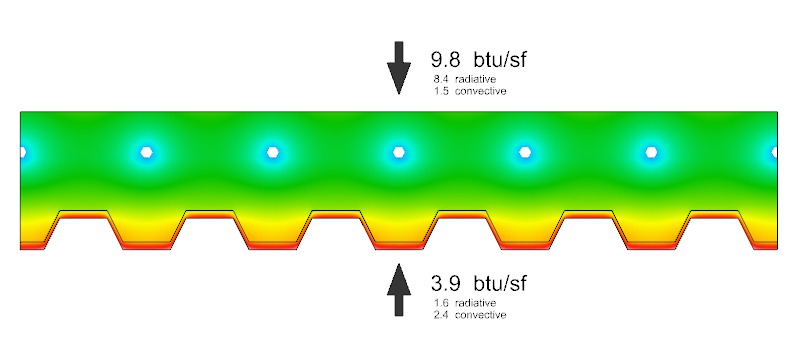 9.8 btu/sf
8.4 radiative
1.5 convective
3.9 btu/sf
1.6 radiative
2.4 convective